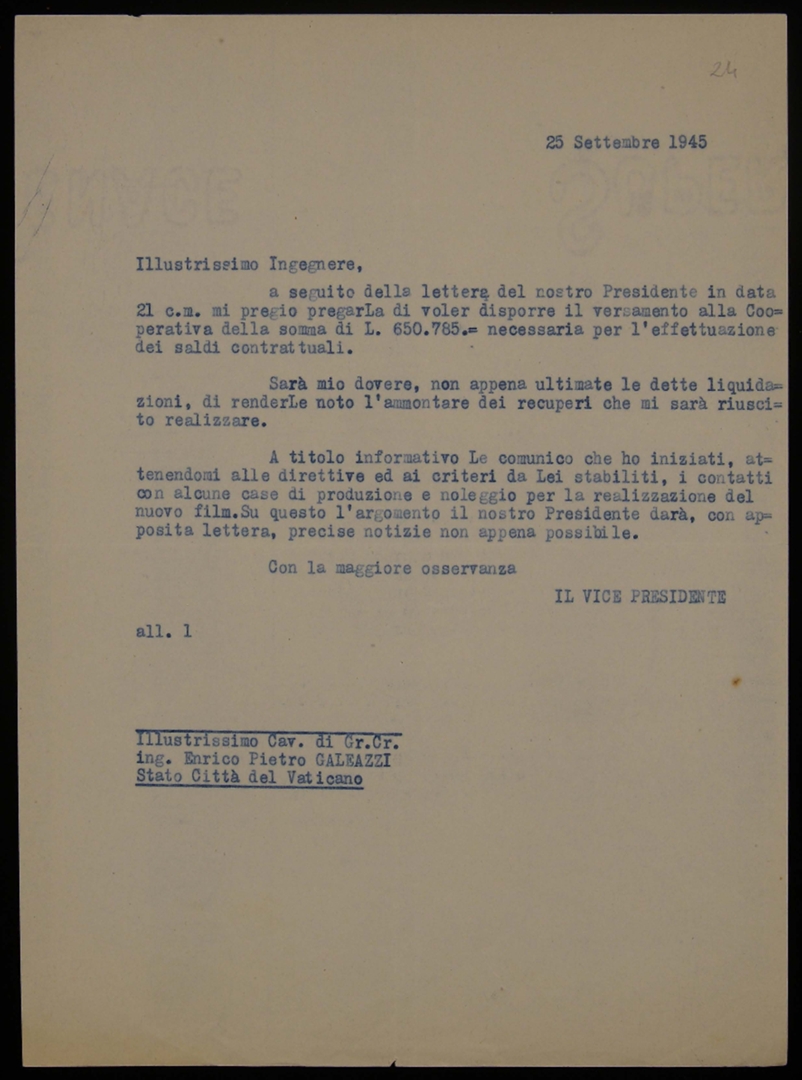 24
25 Settembre 1945
Illustrissimo Ingegnere,
a seguito della lettera del nostro Presidente in data
21 c.m. mi pregio pregarLa di voler disporre il versamento alla Coo=
perativa della somma di L. 650.785.= necessaria per l'effettuazione
dei saldi contrattuali.
Sarà mio dovere, non appena ultimate le dette liquida=
zioni, di renderLe noto l'ammontare dei recuperi che mi sarà riusci=
to realizzare.
A titolo informativo Le comunico che ho iniziati, at=
tenendomi alle direttive ed ai criteri da Lei stabiliti, i contatti
con alcune case di produzione e noleggio per la realizzazione del
nuovo film.Su questo l'argomento il nostro Presidente darà, con ap=
posita lettera, precise notizie non appena possibile.
Con la maggiore osservanza
IL VICE PRESIDENTE
all. 1
Illustrissimo Cav. di Gr.Cr.
ing. Enrico Pietro GALEAZZI
Stato Città del Vaticano